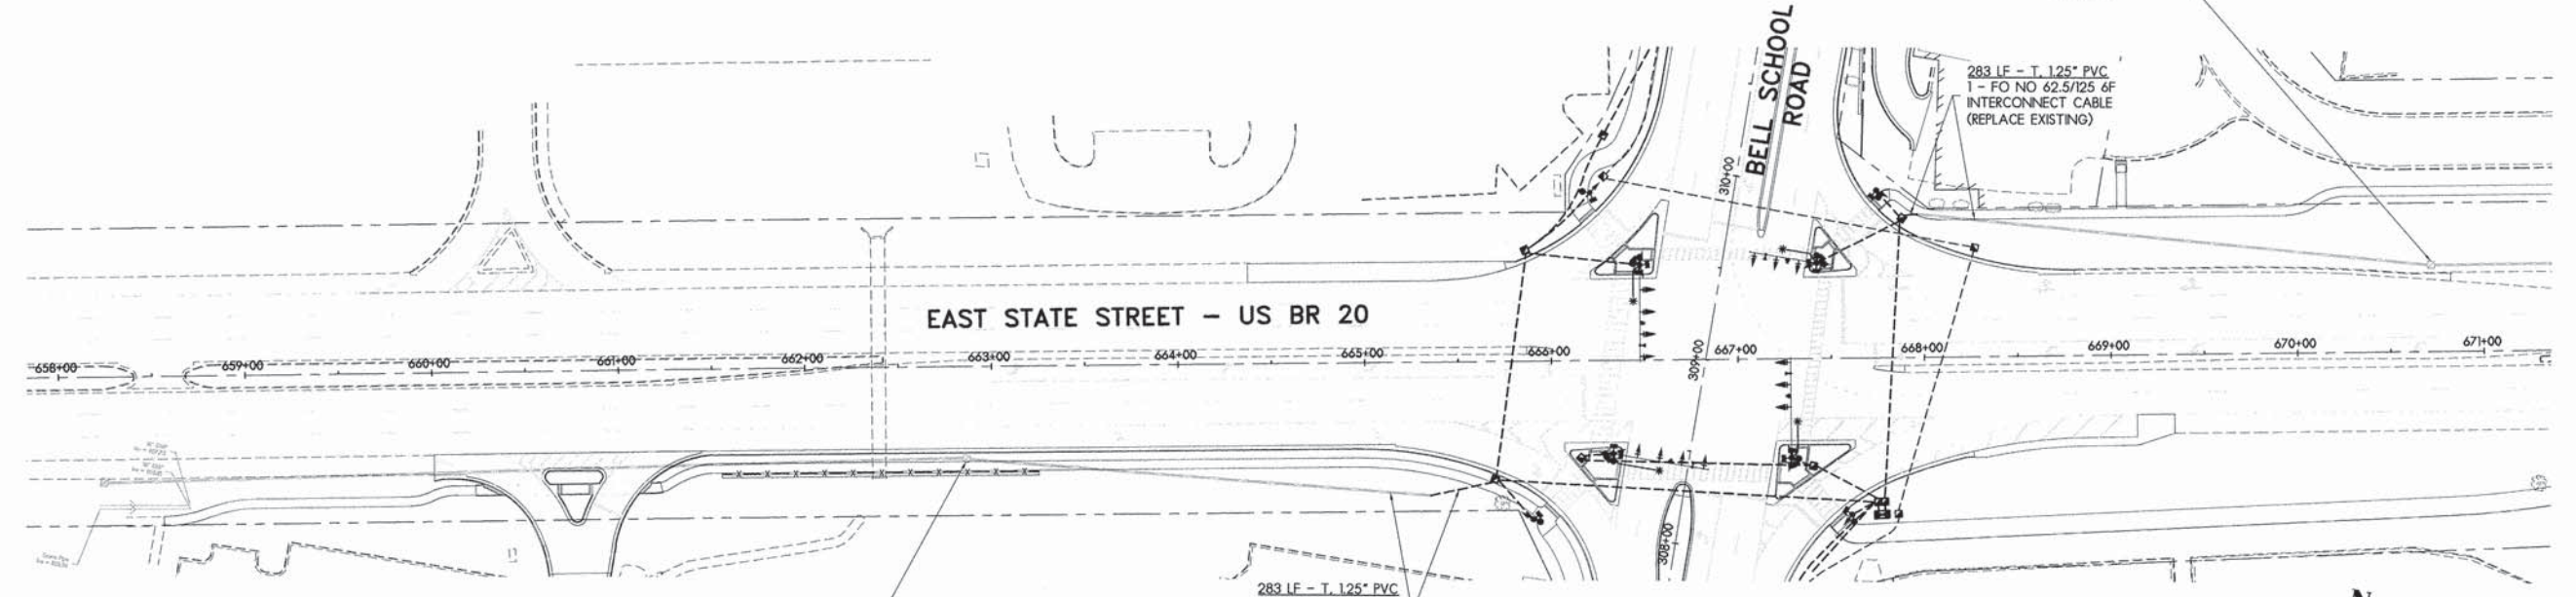 BELL SCHOOL
ROAD
283 LF - T. 1.25" PVC
1 - FO NO 62.5/125 6F
INTERCONNECT CABLE
(REPLACE EXISTING)
310+00
EAST STATE STREET - US BR 20
658+00
659+00
660+00
661+00
662+00
663+00
664+00
665+00
666+00
309+00
667+00
668+00
669+00
670+00
671+00
308+00
283 LF - T. 1.25" PVC